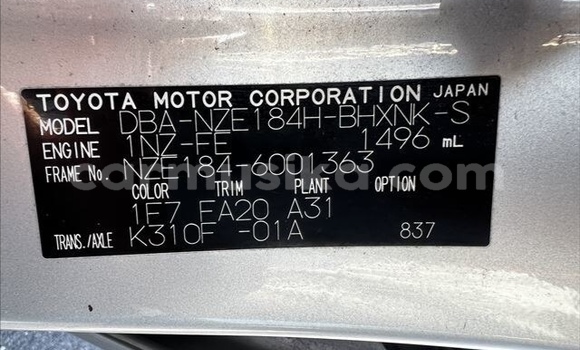 TOYOTA MOTOR CORPORATION JAPAN
MODEL DBA-NZE184H-BHXNK-S
ENGINE 1NZ-FE 1496 mL
FRAME No. NZE184-6001363
COLOR TRIM PLANT OPTION
1F7 FA20 A31
TRANS./AXLE K310F -01A 837